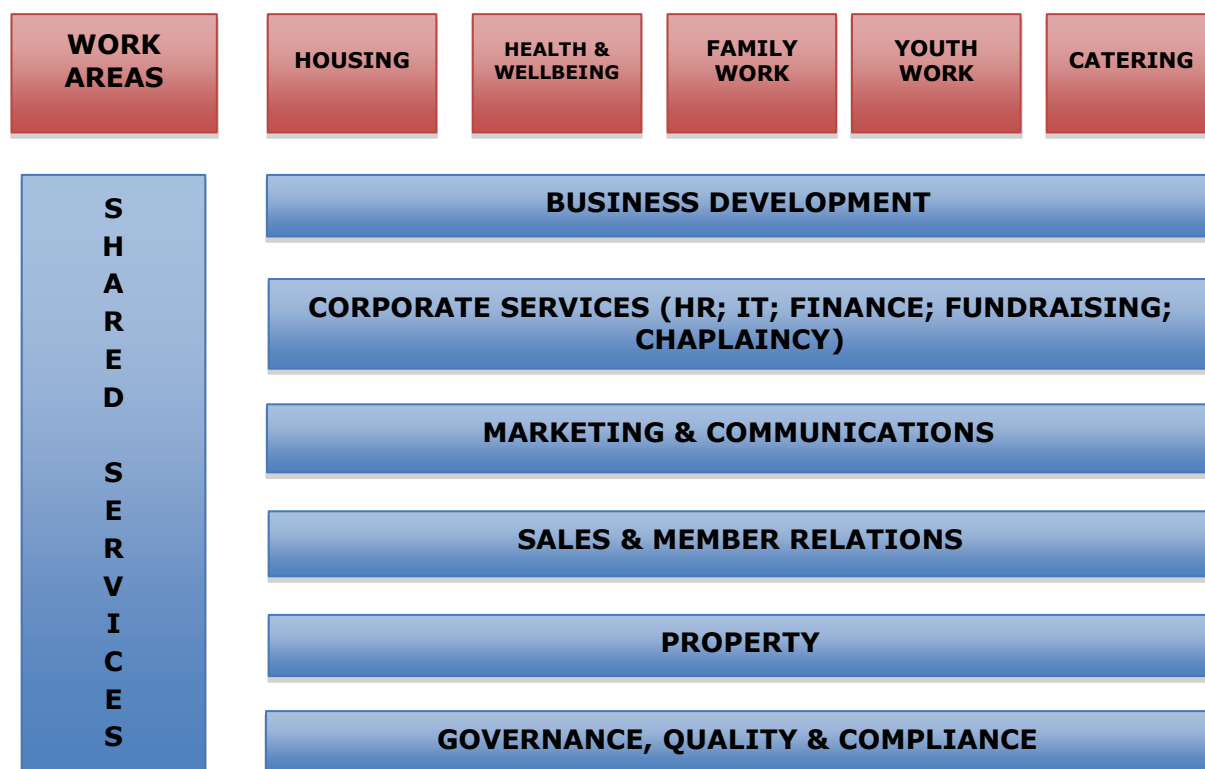 WORK
AREAS
HOUSING
HEALTH &
WELLBEING
FAMILY
WORK
YOUTH
WORK
CATERING
S
H
A
R
E
D
S
E
R
V
I
C
E
S
BUSINESS DEVELOPMENT
CORPORATE SERVICES (HR; IT; FINANCE; FUNDRAISING;
CHAPLAINCY)
MARKETING & COMMUNICATIONS
SALES & MEMBER RELATIONS
PROPERTY
GOVERNANCE, QUALITY & COMPLIANCE